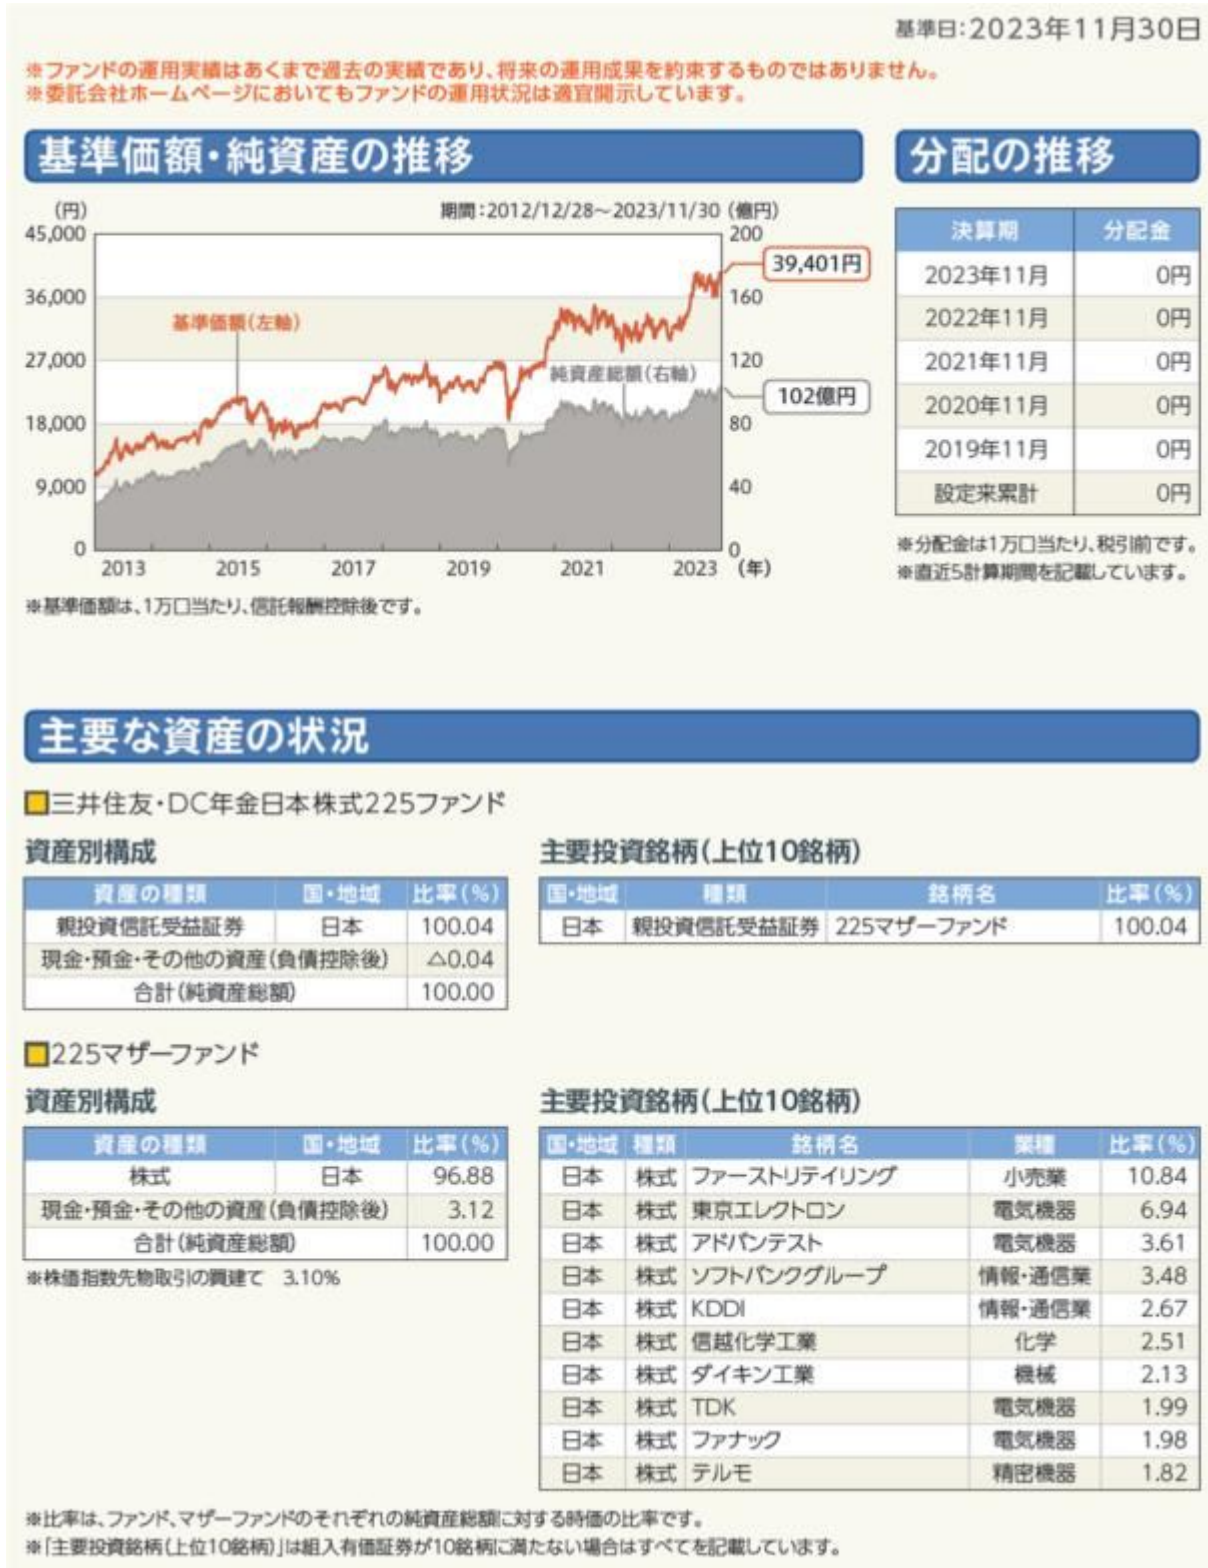 基準日:2023年11月30日
※ファンドの運用実績はあくまで過去の実績であり、将来の運用成果を約束するものではありません。
※委託会社ホームページにおいてもファンドの運用状況は適宜開示しています。
基準価額・純資産の推移
(円)
期間:2012/12/28~2023/11/30 (億円)
45,000
200
39,401円
36,000
160
基準価額(左軸)
27,000
120
純資産総額(右軸)
102億円
18,000
80
9,000
40
0
0
2013 2015 2017 2019 2021 2023 (年)
※基準価額は、1万口当たり、信託報酬控除後です。
分配の推移
決算期 分配金
2023年11月 0円
2022年11月 0円
2021年11月 0円
2020年11月 0円
2019年11月 0円
設定来累計 0円
※分配金は1万口当たり、税引前です。
※直近5計算期間を記載しています。
主要な資産の状況
三井住友・DC年金日本株式225ファンド
資産別構成
資産の種類 国・地域 比率(%)
親投資信託受益証券 日本 100.04
現金・預金・その他の資産(負債控除後) △0.04
合計(純資産総額) 100.00
主要投資銘柄(上位10銘柄)
国・地域 種類 銘柄名 比率(%)
日本 親投資信託受益証券 225マザーファンド 100.04
225マザーファンド
資産別構成
資産の種類 国・地域 比率(%)
株式 日本 96.88
現金・預金・その他の資産(負債控除後) 3.12
合計(純資産総額) 100.00
※株価指数先物取引の買建て 3.10%
主要投資銘柄(上位10銘柄)
国・地域 種類 銘柄名 業種 比率(%)
日本 株式 ファーストリテイリング 小売業 10.84
日本 株式 東京エレクトロン 電気機器 6.94
日本 株式 アドバンテスト 電気機器 3.61
日本 株式 ソフトバンクグループ 情報・通信業 3.48
日本 株式 KDDI 情報・通信業 2.67
日本 株式 信越化学工業 化学 2.51
日本 株式 ダイキン工業 機械 2.13
日本 株式 TDK 電気機器 1.99
日本 株式 ファナック 電気機器 1.98
日本 株式 テルモ 精密機器 1.82
※比率は、ファンド、マザーファンドのそれぞれの純資産総額に対する時価の比率です。
※「主要投資銘柄(上位10銘柄)」は組入有価証券が10銘柄に満たない場合はすべてを記載しています。